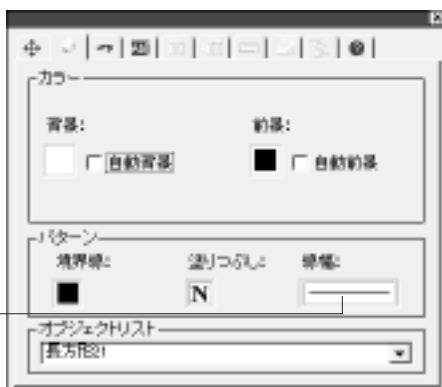 カラー
背景: 前景:
自動背景 自動前景
パターン
境界線: 塗りつぶし: 線幅:
N
オブジェクトリスト
長方形21